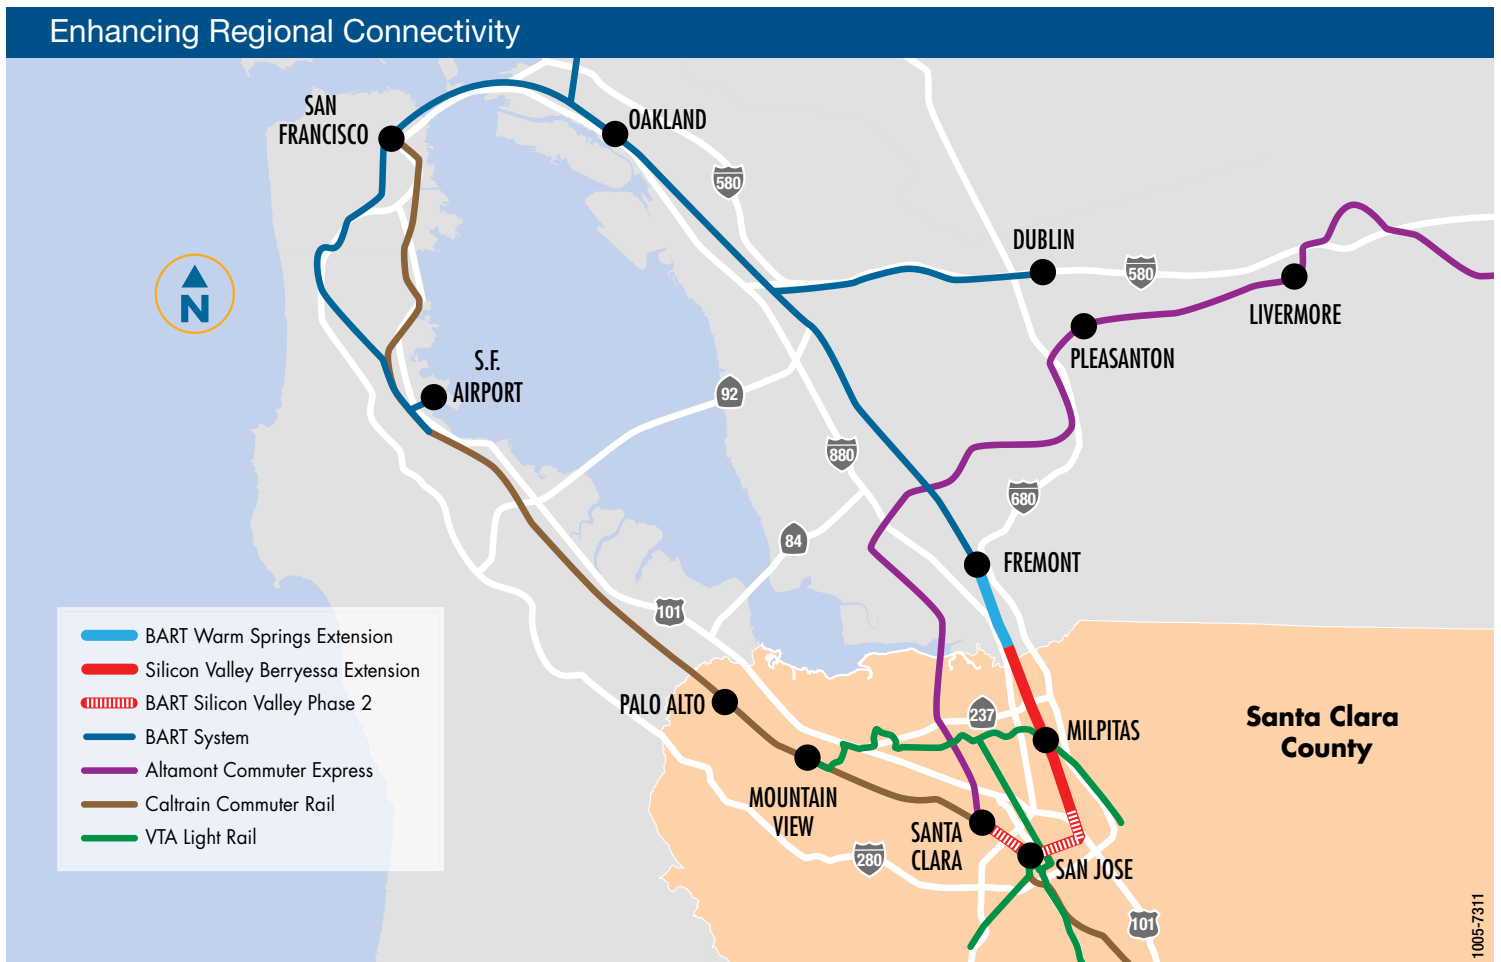 Enhancing Regional Connectivity
SAN
FRANCISCO
OAKLAND
580
DUBLIN
580
N
LIVERMORE
S.F.
AIRPORT
PLEASANTON
92
880
680
84
FREMONT
101
BART Warm Springs Extension
Silicon Valley Berryessa Extension
BART Silicon Valley Phase 2
BART System
Altamont Commuter Express
Caltrain Commuter Rail
VTA Light Rail
PALO ALTO
237
MILPITAS
Santa Clara
County
MOUNTAIN
VIEW
SANTA
CLARA
280
SAN JOSE
101
1005-7311